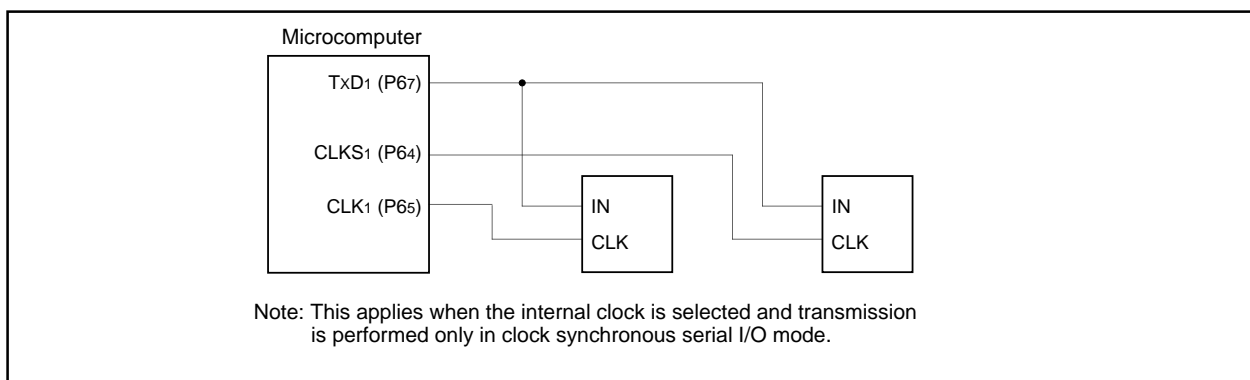 Microcomputer
TXD1 (P67)
CLKS1 (P64)
CLK1 (P65)
IN
CLK
IN
CLK
Note: This applies when the internal clock is selected and transmission
is performed only in clock synchronous serial I/O mode.